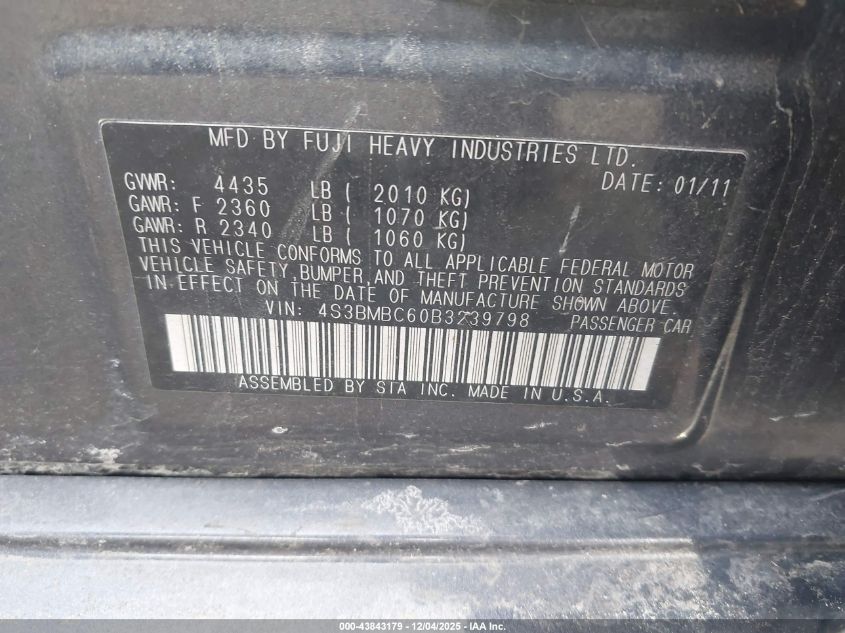 MFD BY FUJI HEAVY INDUSTRIES LTD.
DATE: 01/11
GVWR: 4435 LB ( 2010 KG)
GAWR: F 2360 LB ( 1070 KG)
GAWR: R 2340 LB ( 1060 KG)
THIS VEHICLE CONFORMS TO ALL APPLICABLE FEDERAL MOTOR
VEHICLE SAFETY, BUMPER, AND THEFT PREVENTION STANDARDS
IN EFFECT ON THE DATE OF MANUFACTURE SHOWN ABOVE.
VIN: 4S3BMBC60B3239798 PASSENGER CAR
ASSEMBLED BY SIA INC. MADE IN U.S.A.
000-43843179 - 12/04/2025 - IAA Inc.